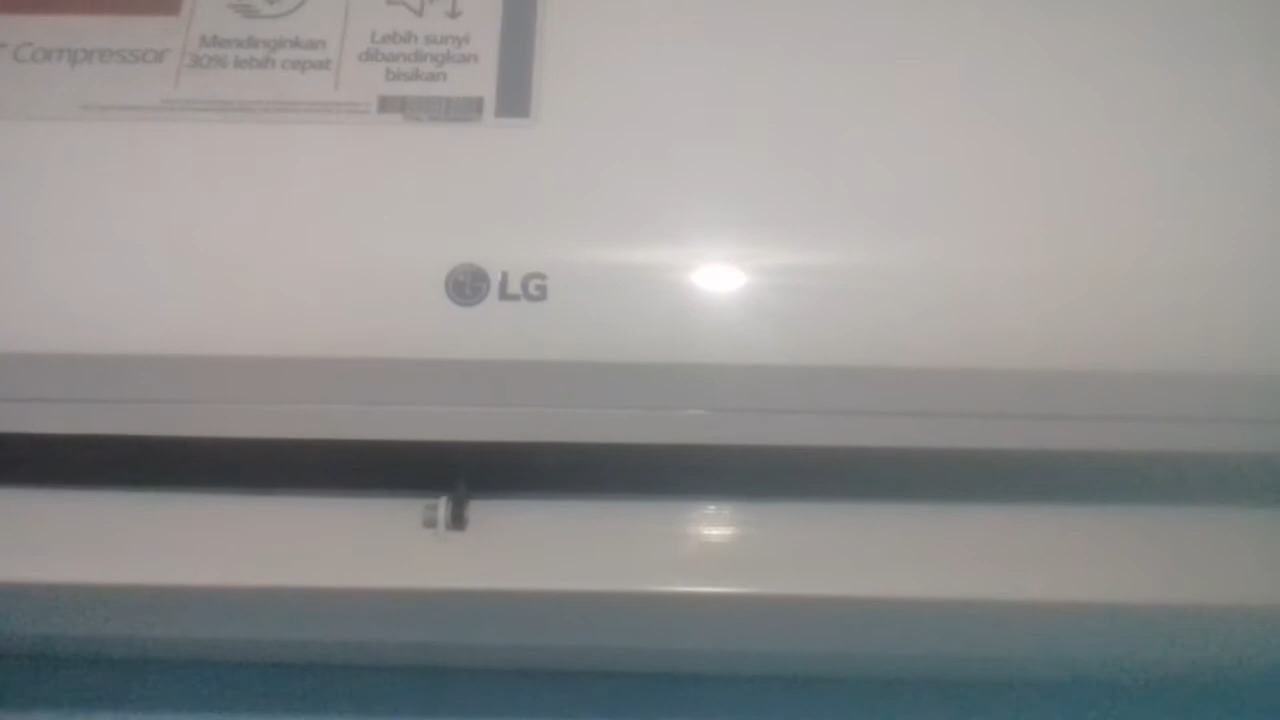 Compressor
Mendinginkan
30% lebih cepat
Lebih sunyi
dibandingkan
bisikan
LG